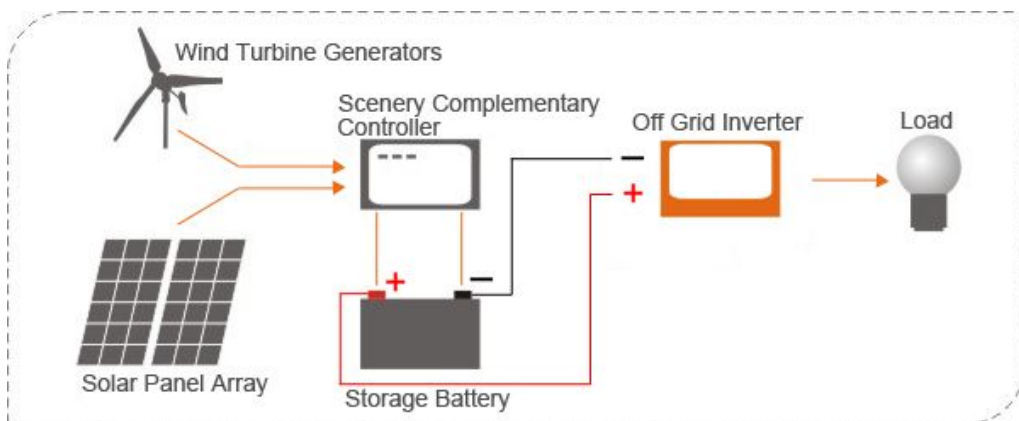 Wind Turbine Generators
Scenery Complementary
Controller
Off Grid Inverter
Load
−
+
+
−
Solar Panel Array
Storage Battery